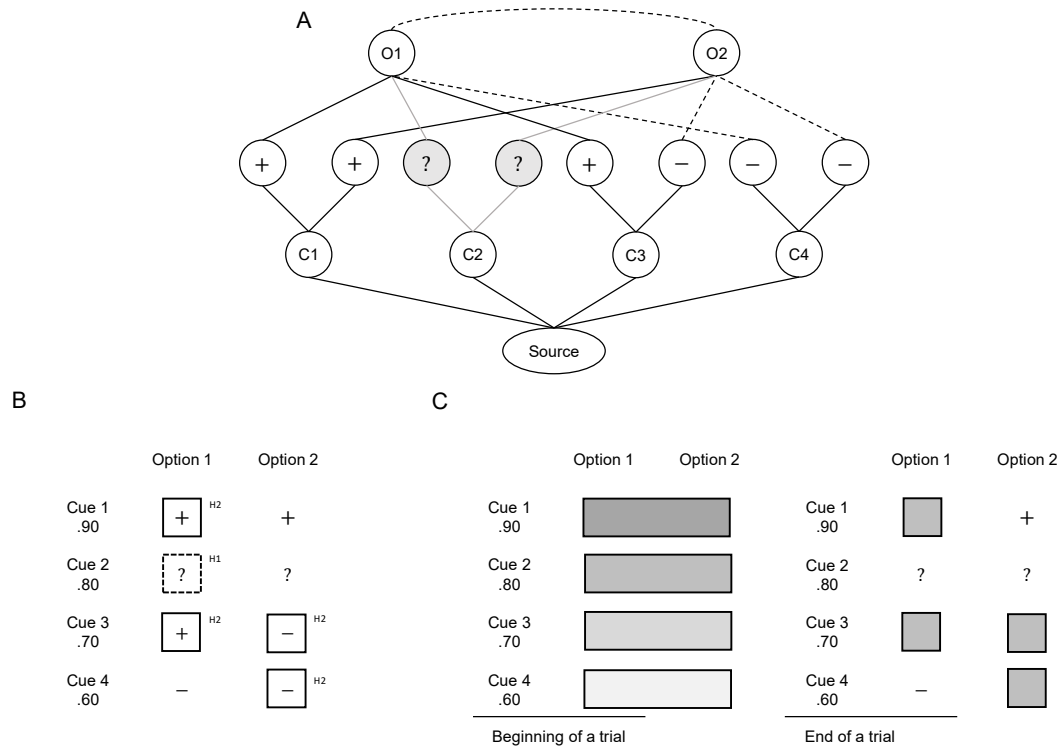 A
O1
O2
+ + ? ? + − − −
C1 C2 C3 C4
Source
B
Option 1 Option 2
Cue 1
.90
+ H2 +
Cue 2
.80
? H1 ?
Cue 3
.70
+ H2 − H2
Cue 4
.60
− − H2
C
Option 1 Option 2
Cue 1
.90
Cue 2
.80
Cue 3
.70
Cue 4
.60
Beginning of a trial
Option 1 Option 2
Cue 1
.90
+
Cue 2
.80
? ?
Cue 3
.70
Cue 4
.60
−
End of a trial